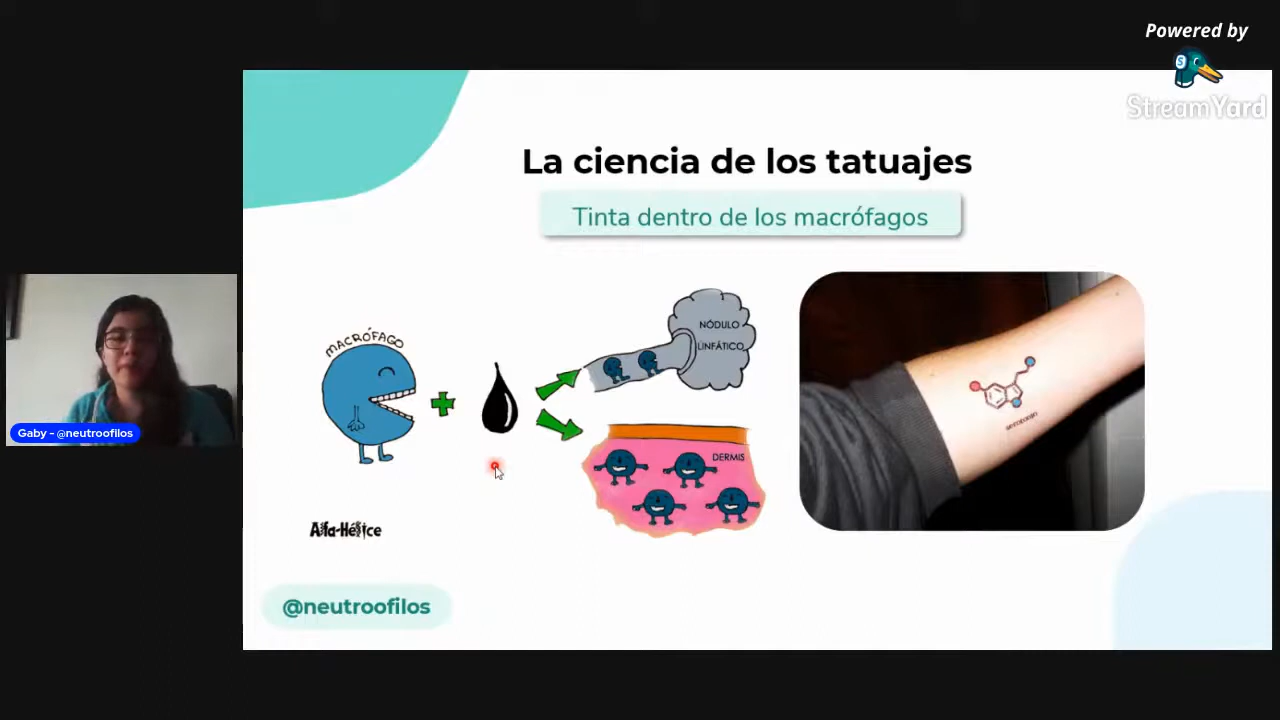 Powered by
StreamYard
La ciencia de los tatuajes
Tinta dentro de los macrófagos
MACRÓFAGO
NÓDULO
LINFÁTICO
DERMIS
Alfa-Hélice
Gaby - @neutroofilos
@neutroofilos